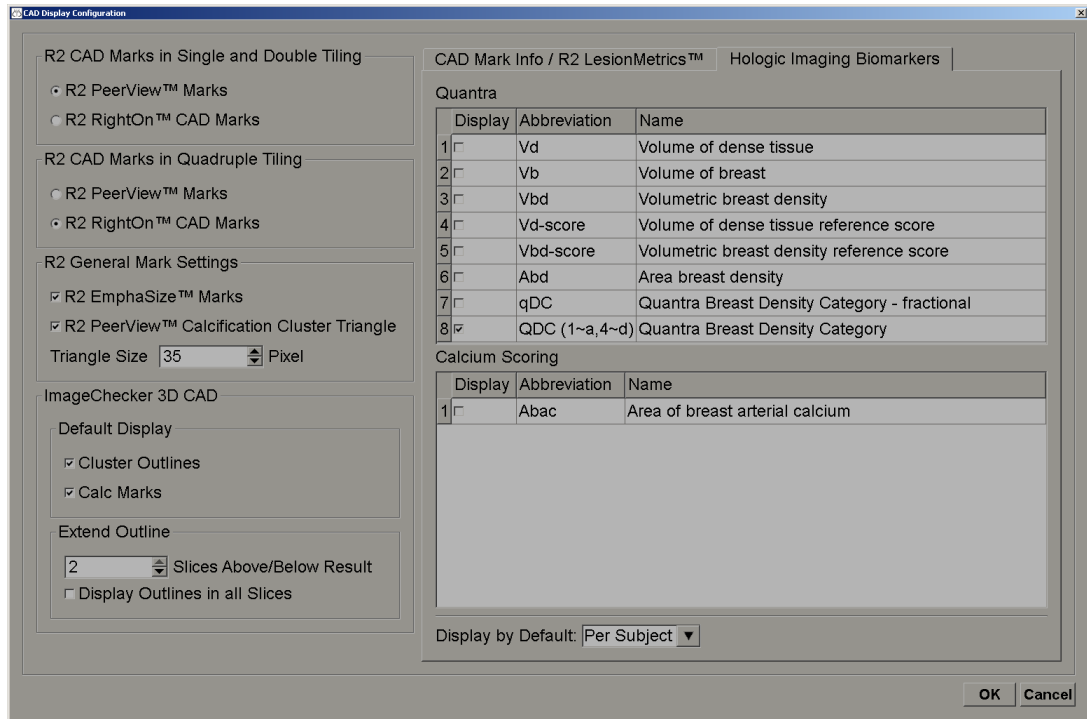 CAD Display Configuration
R2 CAD Marks in Single and Double Tiling
R2 PeerView™ Marks
R2 RightOn™ CAD Marks
R2 CAD Marks in Quadruple Tiling
R2 PeerView™ Marks
R2 RightOn™ CAD Marks
R2 General Mark Settings
R2 EmphaSize™ Marks
R2 PeerView™ Calcification Cluster Triangle
Triangle Size 35 Pixel
ImageChecker 3D CAD
Default Display
Cluster Outlines
Calc Marks
Extend Outline
2 Slices Above/Below Result
Display Outlines in all Slices
CAD Mark Info / R2 LesionMetrics™ Hologic Imaging Biomarkers
Quantra
Display Abbreviation Name
1 Vd Volume of dense tissue
2 Vb Volume of breast
3 Vbd Volumetric breast density
4 Vd-score Volume of dense tissue reference score
5 Vbd-score Volumetric breast density reference score
6 Abd Area breast density
7 qDC Quantra Breast Density Category - fractional
8 QDC (1~a,4~d) Quantra Breast Density Category
Calcium Scoring
Display Abbreviation Name
1 Abac Area of breast arterial calcium
Display by Default: Per Subject
OK Cancel